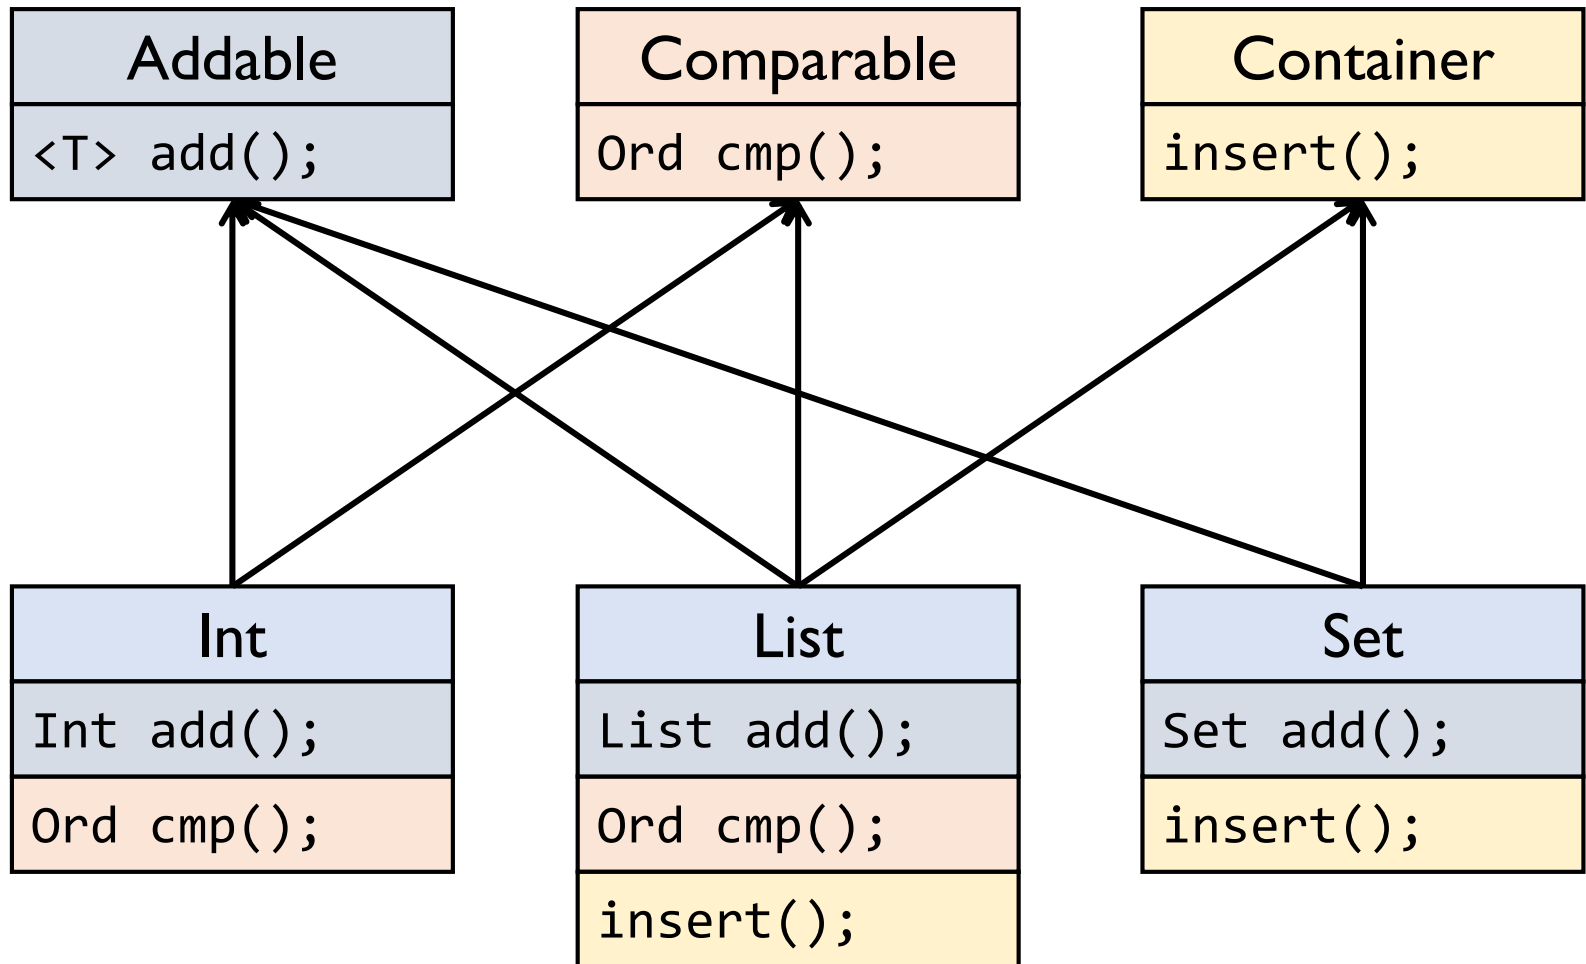 Addable
<T> add();
Comparable
Ord cmp();
Container
insert();
Int
Int add();
Ord cmp();
List
List add();
Ord cmp();
insert();
Set
Set add();
insert();